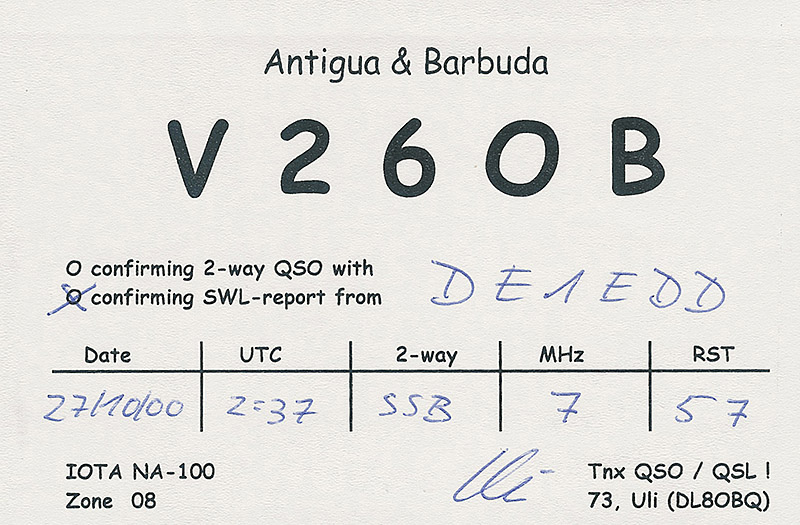 Antigua & Barbuda
V26OB
O confirming 2-way QSO with
O confirming SWL-report from DE1EDD
Date UTC 2-way MHz RST
27/10/00 2:37 SSB 7 57
IOTA NA-100 Uli Tnx QSO / QSL !
Zone 08 73, Uli (DL8OBQ)